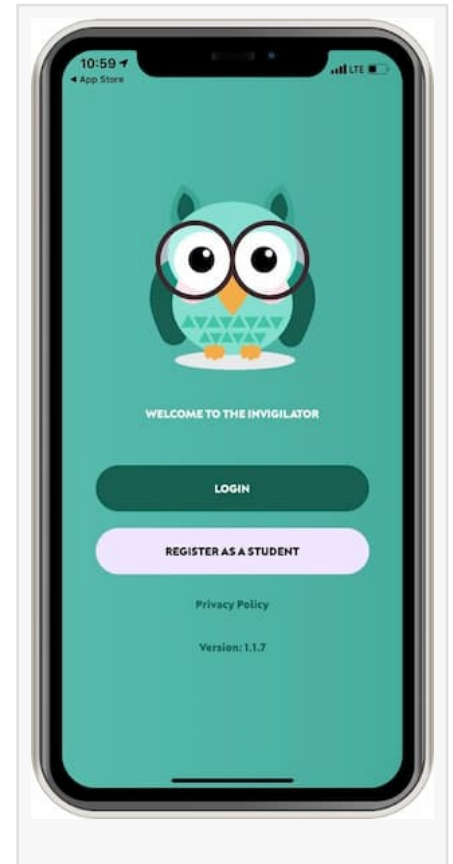 10:59
App Store
LTE
WELCOME TO THE INVIGILATOR
LOGIN
REGISTER AS A STUDENT
Privacy Policy
Version: 1.1.7